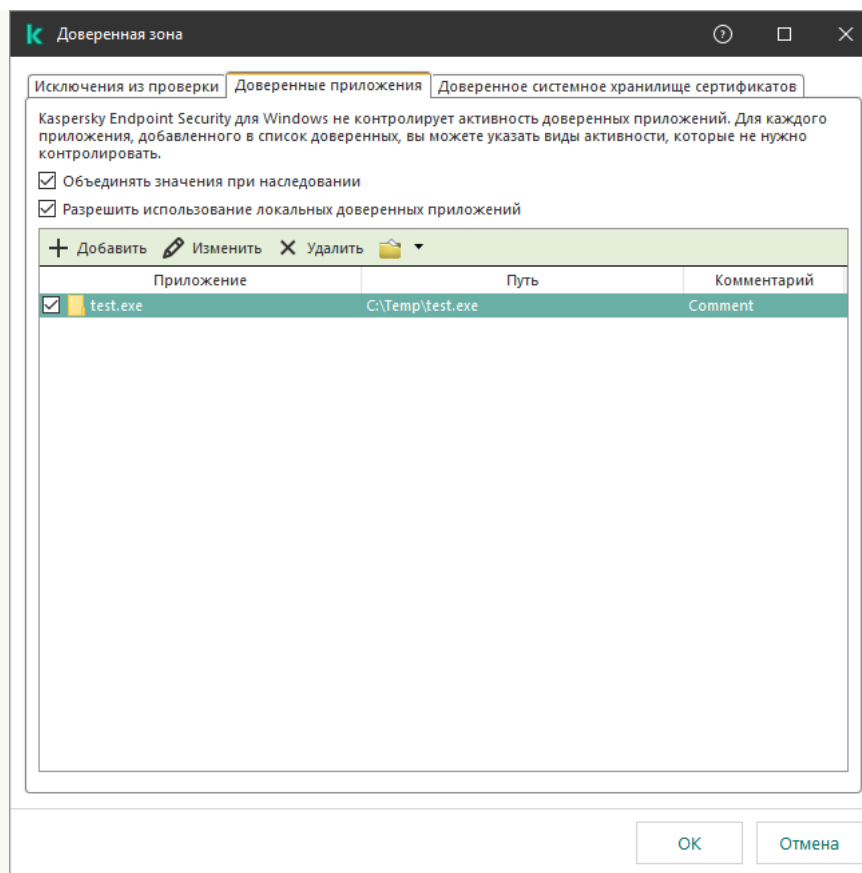 Доверенная зона
Исключения из проверки Доверенные приложения Доверенное системное хранилище сертификатов
Kaspersky Endpoint Security для Windows не контролирует активность доверенных приложений. Для каждого
приложения, добавленного в список доверенных, вы можете указать виды активности, которые не нужно
контролировать.
Объединять значения при наследовании
Разрешить использование локальных доверенных приложений
Добавить Изменить Удалить
Приложение Путь Комментарий
test.exe C:\Temp\test.exe Comment
ОК Отмена